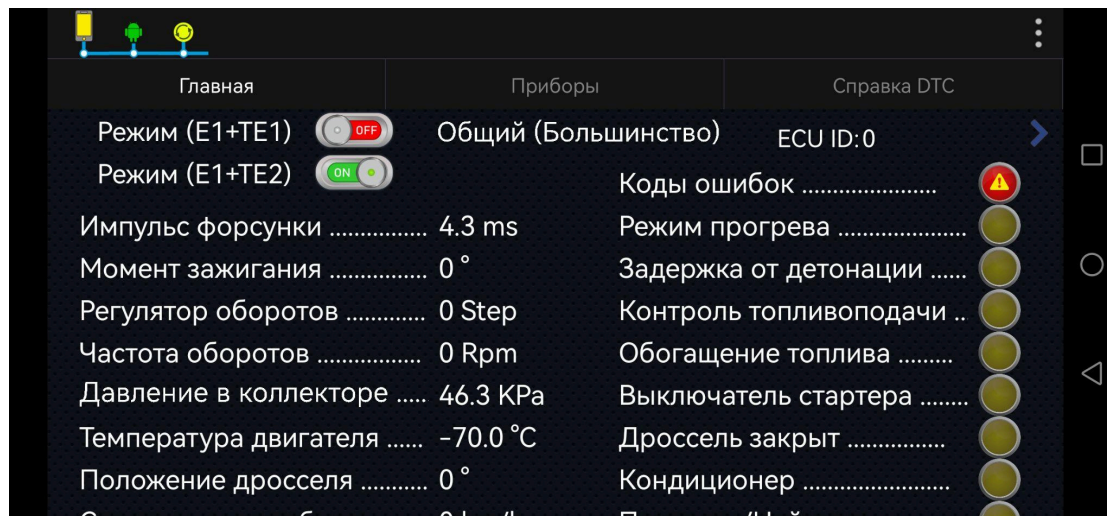 Главная Приборы Справка DTC
Режим (E1+TE1) OFF Общий (Большинство) ECU ID:0
Режим (E1+TE2) ON
Коды ошибок .....................
Импульс форсунки ................ 4.3 ms
Режим прогрева ....................
Момент зажигания ................ 0 °
Задержка от детонации ......
Регулятор оборотов ............. 0 Step
Контроль топливоподачи ..
Частота оборотов ................. 0 Rpm
Обогащение топлива .........
Давление в коллекторе ..... 46.3 KPa
Выключатель стартера ........
Температура двигателя ...... -70.0 °C
Дроссель закрыт ................
Положение дросселя ........... 0 °
Кондиционер ........................